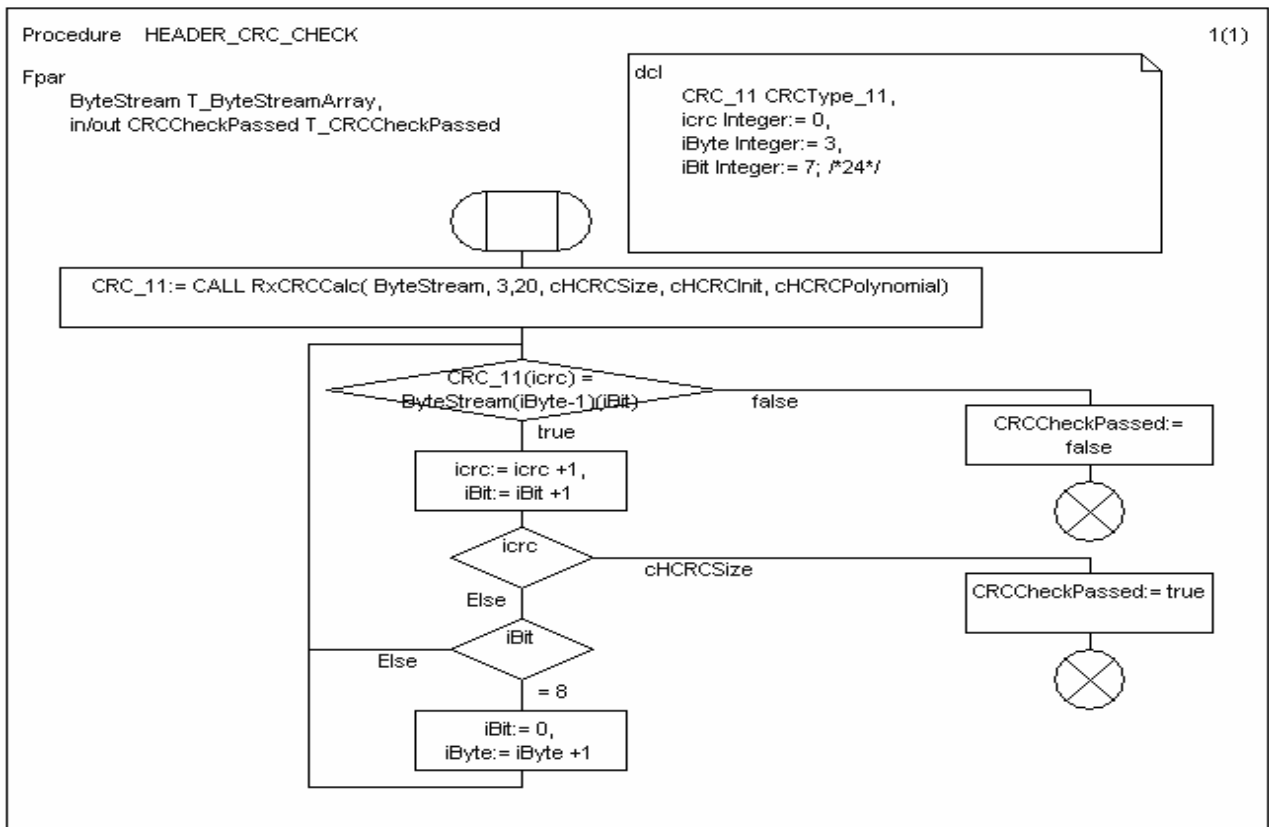 Procedure HEADER_CRC_CHECK
1(1)
Fpar
ByteStream T_ByteStreamArray,
in/out CRCCheckPassed T_CRCCheckPassed
dcl
CRC_11 CRCType_11,
icrc Integer:= 0,
iByte Integer:= 3,
iBit Integer:= 7; /*24*/
CRC_11:= CALL RxCRCCalc( ByteStream, 3,20, cHCRCSize, cHCRCInit, cHCRCPolynomial)
CRC_11(icrc) =
ByteStream(iByte-1)(iBit)
false
true
CRCCheckPassed:=
false
icrc:= icrc +1,
iBit:= iBit +1
icrc
cHCRCSize
CRCCheckPassed:= true
Else
iBit
Else
= 8
iBit:= 0,
iByte:= iByte +1